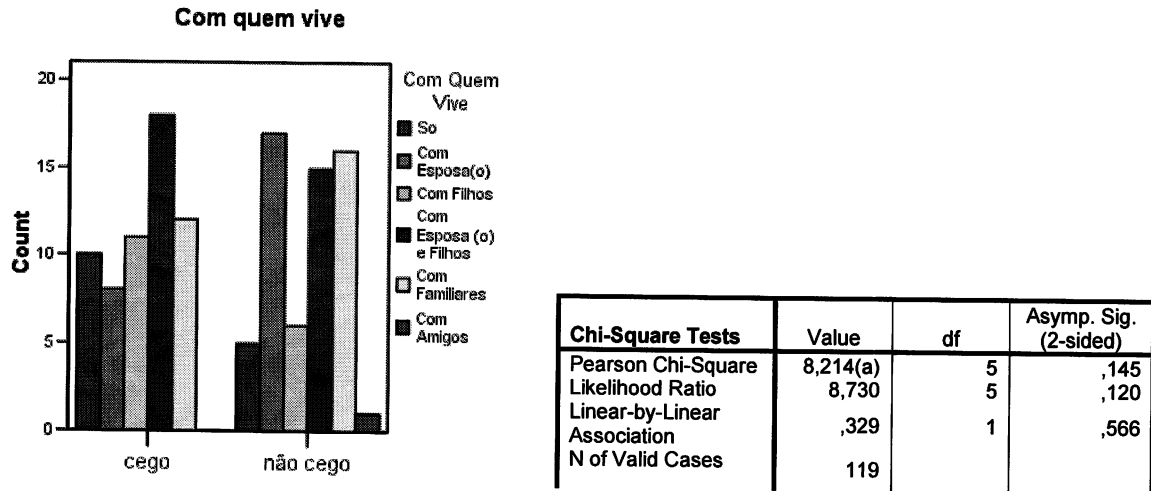 Com quem vive
20
15
10
5
0
Count
cego
não cego
Com Quem
Vive
So
Com
Esposa(o)
Com Filhos
Com
Esposa (o)
e Filhos
Com
Familiares
Com
Amigos
Chi-Square Tests Value df Asymp. Sig. (2-sided)
Pearson Chi-Square 8,214(a) 5 ,145
Likelihood Ratio 8,730 5 ,120
Linear-by-Linear
Association ,329 1 ,566
N of Valid Cases 119